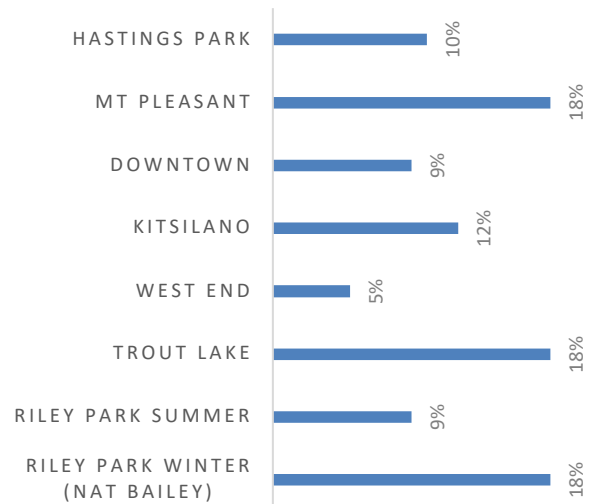 HASTINGS PARK
10%
MT PLEASANT
18%
DOWNTOWN
9%
KITSILANO
12%
WEST END
5%
TROUT LAKE
18%
RILEY PARK SUMMER
9%
RILEY PARK WINTER
(NAT BAILEY)
18%